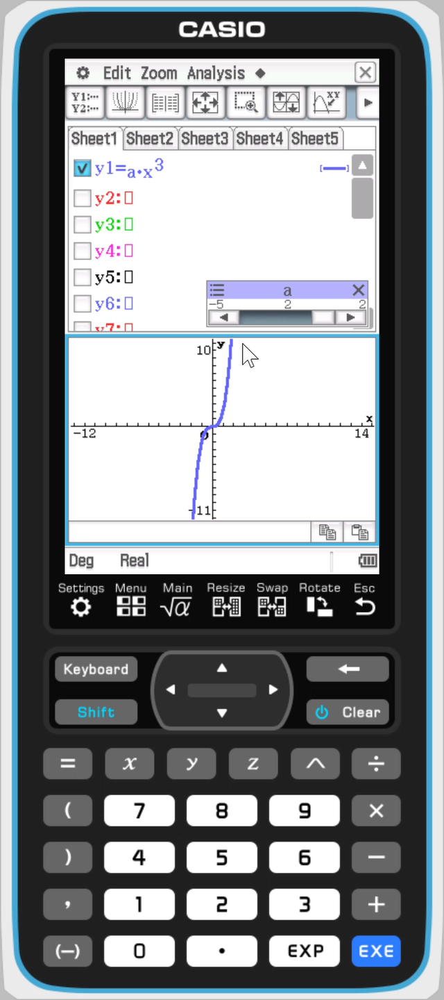 CASIO
Edit Zoom Analysis
Y1:··· Y2:··· XY
Sheet1 Sheet2 Sheet3 Sheet4 Sheet5
y1=a·x³
y2:
y3:
y4:
y5:
a
y6:
-5 2 2
y7:
10 y
x
-12 0 14
-11
Deg Real
Settings Menu Main Resize Swap Rotate Esc
√α
Keyboard
Shift Clear
= x y z ^ ÷
( 7 8 9 ×
) 4 5 6 −
, 1 2 3 +
(−) 0 · EXP EXE